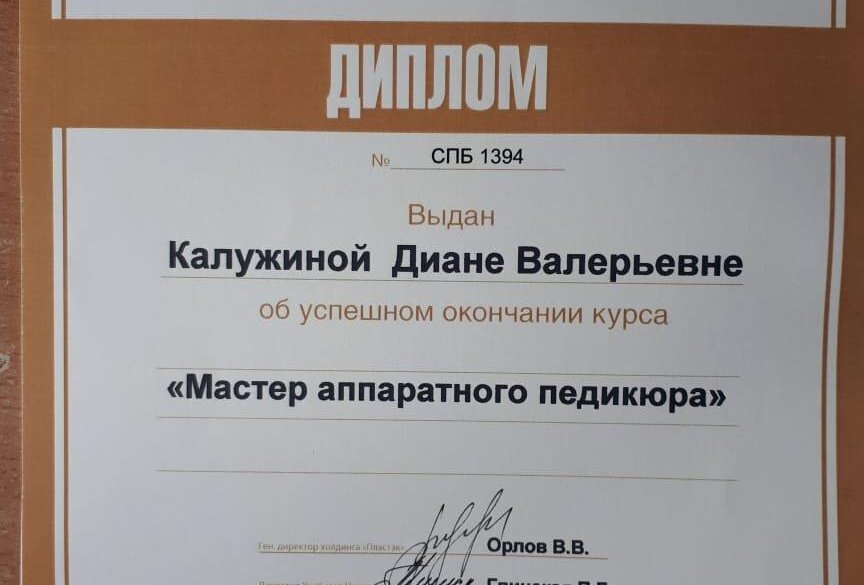 ДИПЛОМ
№ СПБ 1394
Выдан
Калужиной Диане Валерьевне
об успешном окончании курса
«Мастер аппаратного педикюра»
Ген. директор холдинга «Пластэк» Орлов В.В.